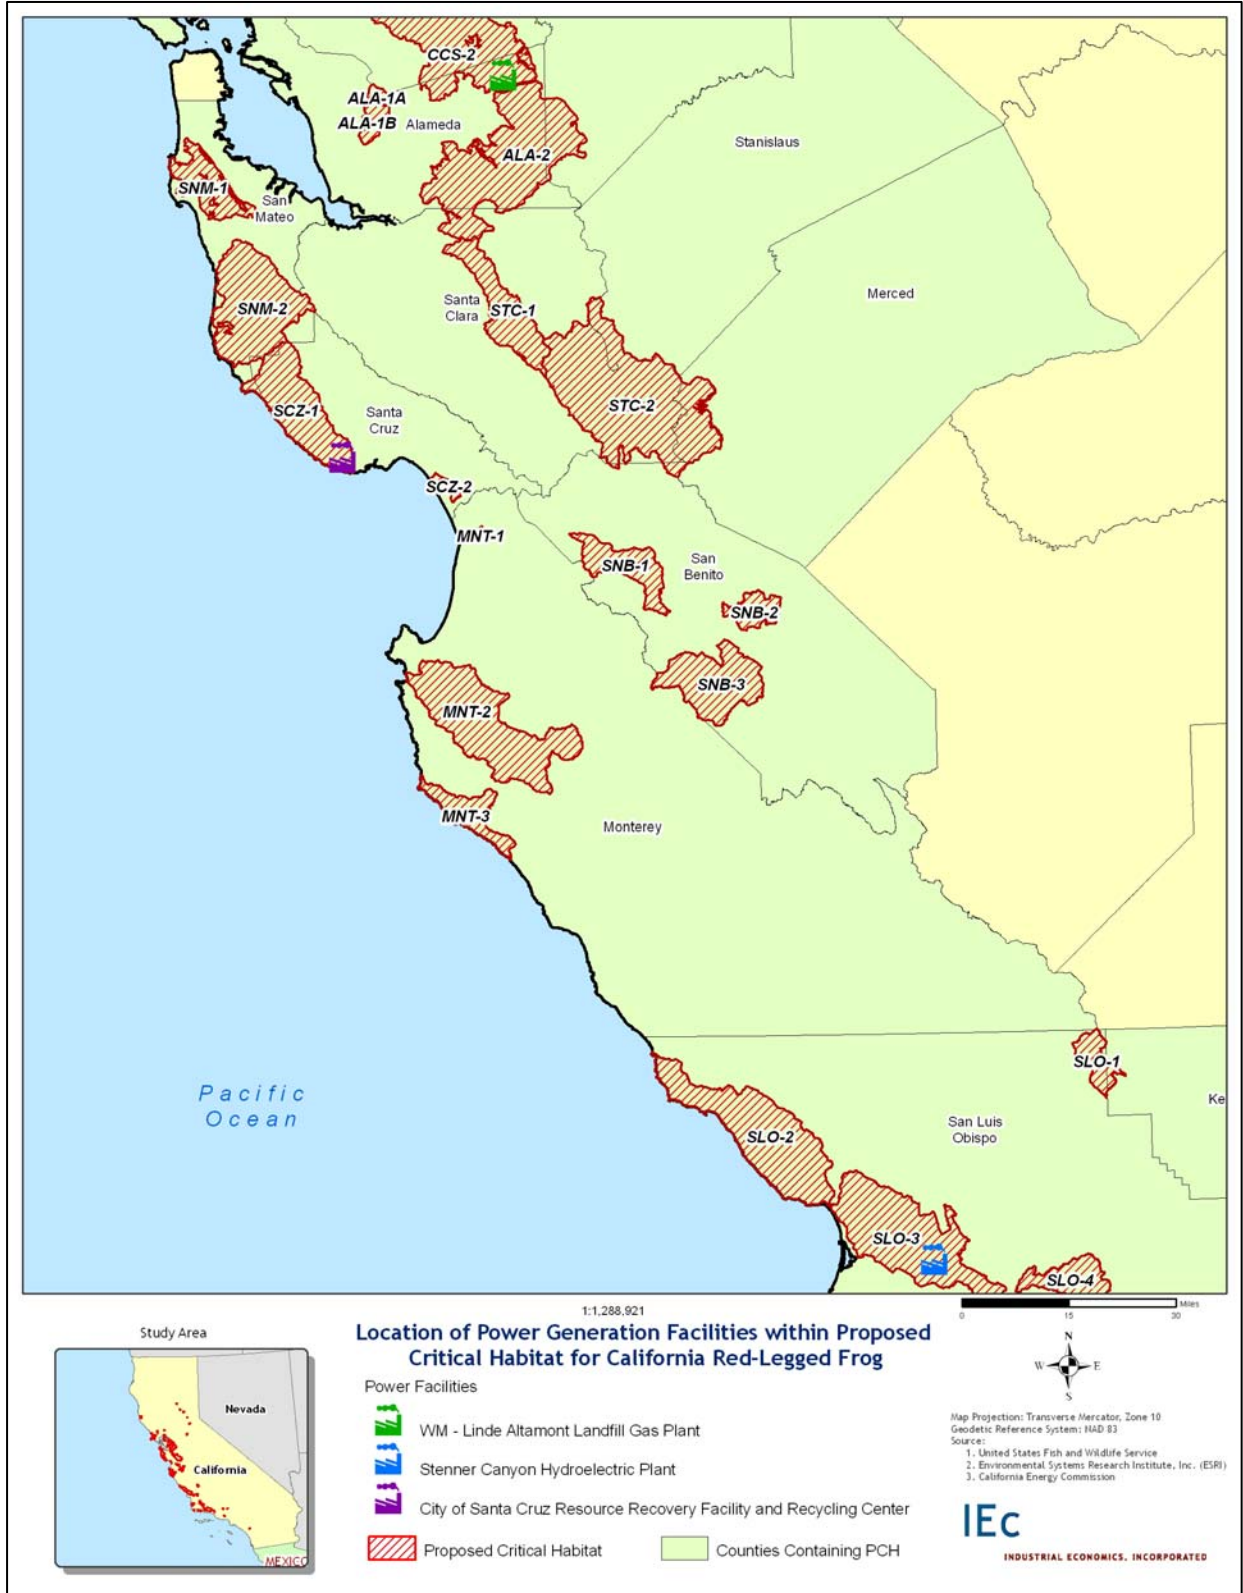 CCS-2
ALA-1A
ALA-1B
Alameda
ALA-2
Stanislaus
SNM-1
San
Mateo
Santa
Clara
STC-1
Merced
SNM-2
STC-2
SCZ-1
Santa
Cruz
SCZ-2
MNT-1
SNB-1
San
Benito
SNB-2
SNB-3
MNT-2
MNT-3
Monterey
Pacific
Ocean
SLO-1
Ke
San Luis
Obispo
SLO-2
SLO-3
SLO-4
1:1,288,921
Miles
0 15 30
Study Area
Nevada
California
MEXICO
Location of Power Generation Facilities within Proposed
Critical Habitat for California Red-Legged Frog
Power Facilities
WM - Linde Altamont Landfill Gas Plant
Stenner Canyon Hydroelectric Plant
City of Santa Cruz Resource Recovery Facility and Recycling Center
Proposed Critical Habitat
Counties Containing PCH
N
W E
S
Map Projection: Transverse Mercator, Zone 10
Geodetic Reference System: NAD 83
Source:
1. United States Fish and Wildlife Service
2. Environmental Systems Research Institute, Inc. (ESRI)
3. California Energy Commission
IEc
INDUSTRIAL ECONOMICS, INCORPORATED